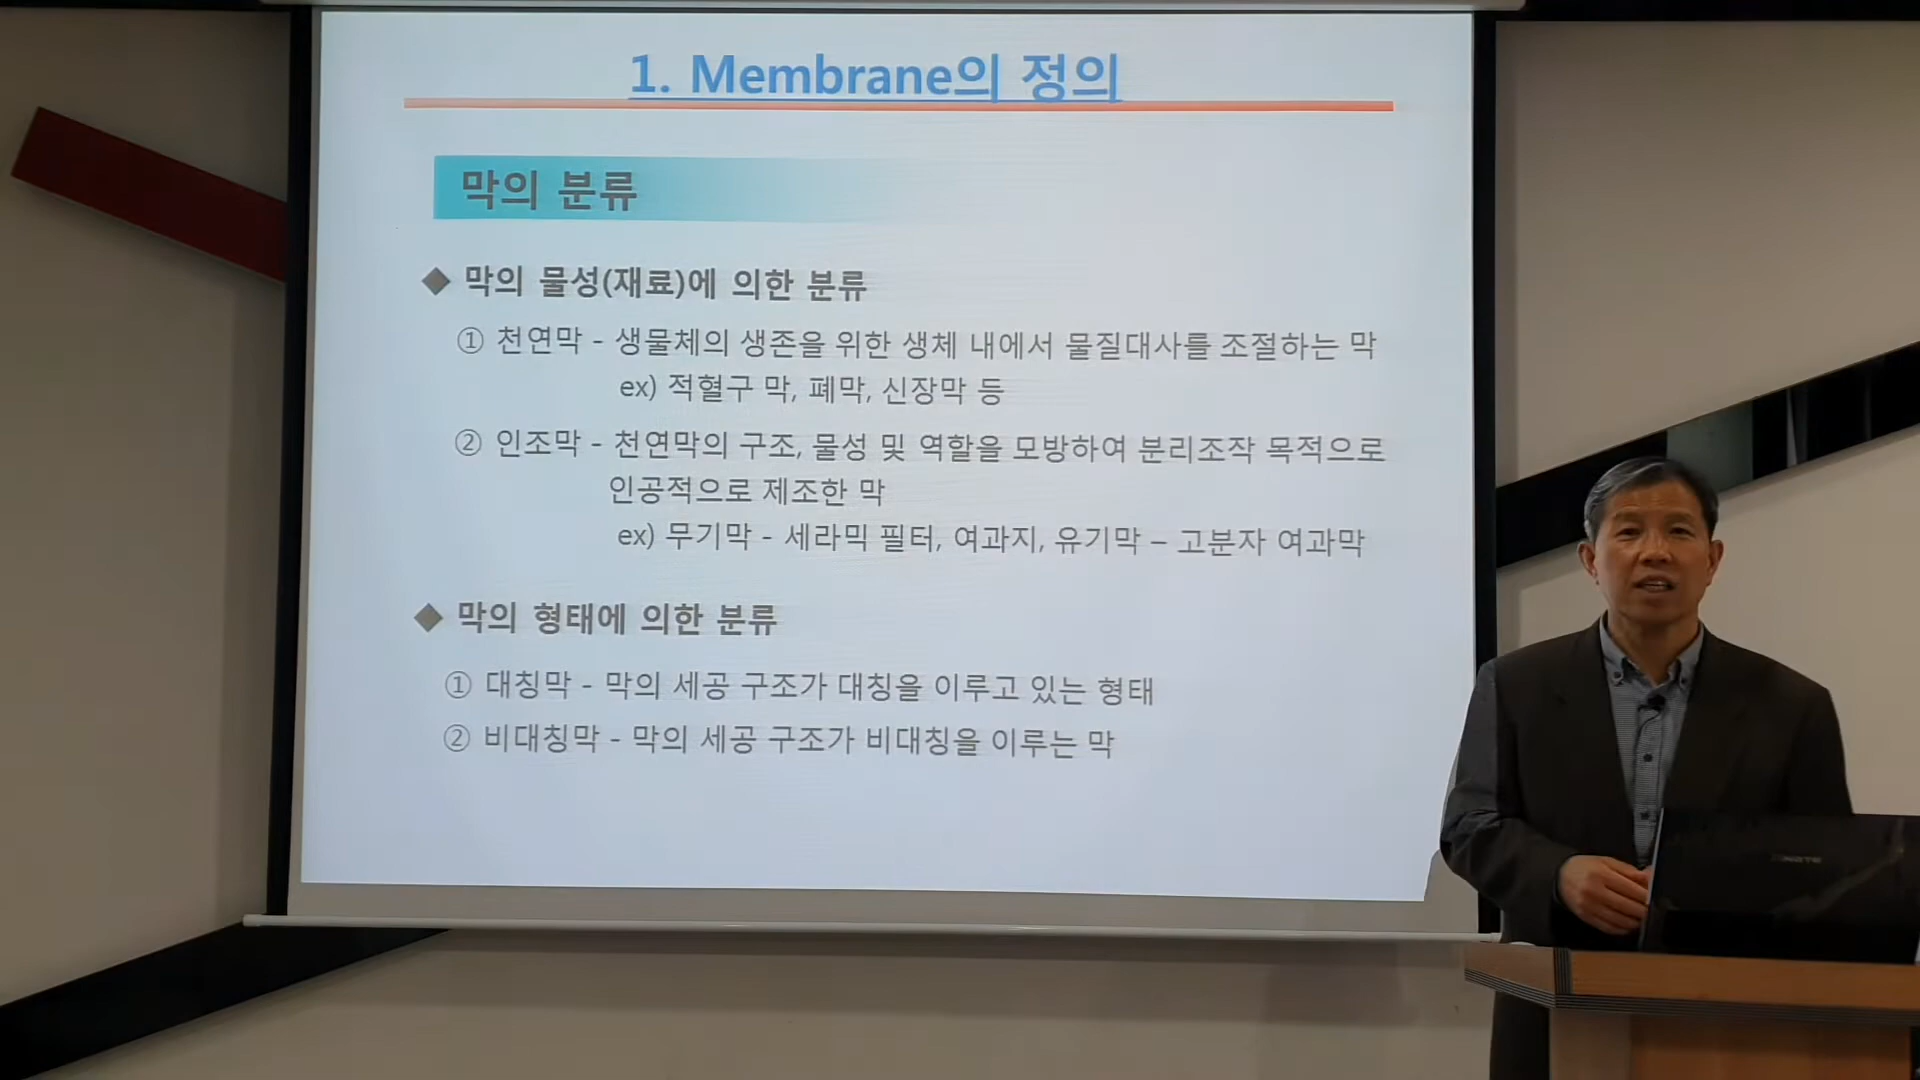 1. Membrane의 정의
막의 분류
◆ 막의 물성(재료)에 의한 분류
① 천연막 - 생물체의 생존을 위한 생체 내에서 물질대사를 조절하는 막
ex) 적혈구 막, 폐막, 신장막 등
② 인조막 - 천연막의 구조, 물성 및 역할을 모방하여 분리조작 목적으로
인공적으로 제조한 막
ex) 무기막 - 세라믹 필터, 여과지, 유기막 – 고분자 여과막
◆ 막의 형태에 의한 분류
① 대칭막 - 막의 세공 구조가 대칭을 이루고 있는 형태
② 비대칭막 - 막의 세공 구조가 비대칭을 이루는 막